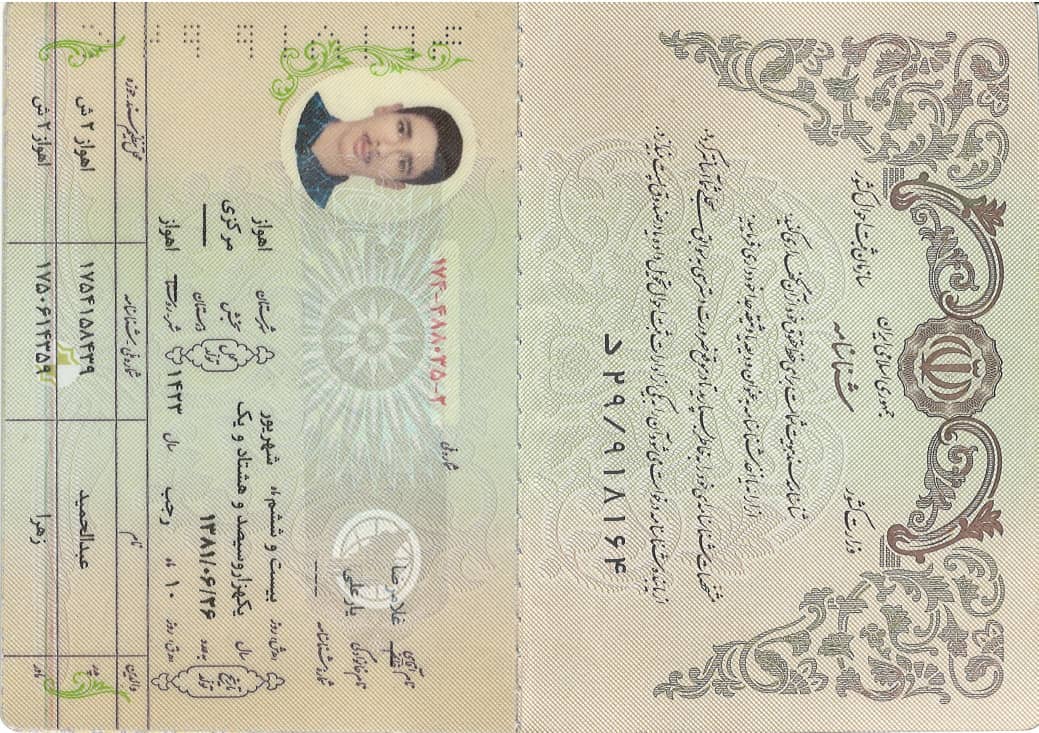 جمهوری اسلامی ایران
وزارت کشور
سازمان ثبت احوال کشور
شناسنامه
شناسنامه سند هویت شماست برای حفظ حقوق خود از آن نگهداری کنید.
از ارائه یا اخذ شناسنامه به عنوان ودیعه یا وثیقه جداً خودداری فرمایید.
مشخصات شناسنامه‌ای خود را به خاطر بسپارید تا در موقع ضرورت دسترسی به سوابق سجلی شما آسانتر گردد.
از یابنده شناسنامه درخواست می شود آن را به یکی از ادارات ثبت احوال تحویل داده یا در صندوق پست بیندازد.
د ۲۹/۹۱۸۱۶۴
شماره ملی ۱۷۴-۴۸۸۰۳۵-۲
نام آقای غلامرضا
نام خانوادگی یارعلی
شماره شناسنامه ---
تاریخ تولد
(ه‍.ش) روز بیست و ششم ماه شهریور
سال یکهزاروسیصد و هشتاد و یک
به عدد ۱۳۸۱/۰۶/۲۶
(ه‍.ق) روز ۱۰ ماه رجب سال ۱۴۲۳
محل تولد
شهرستان اهواز
بخش مرکزی
دهستان —
شهر-روستا اهواز
والدین نام شماره ملی-شناسنامه محل تنظیم سند-حوزه
پدر عبدالحمید ۱۷۵۴۱۵۸۴۳۹ اهواز ۲ ش
مادر زهرا ۱۷۵۰۶۱۴۳۵۹ اهواز ۲ ش